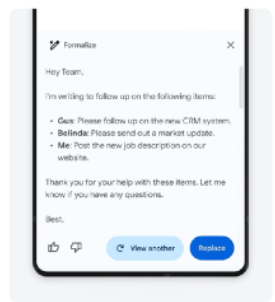 Formalize
Hey Team,
I'm writing to follow up on the following items:
• Gus: Please follow up on the new CRM system.
• Belinda: Please send out a market update.
• Me: Post the new job description on our
website.
Thank you for your help with these items. Let me
know if you have any questions.
Best,
View another
Replace